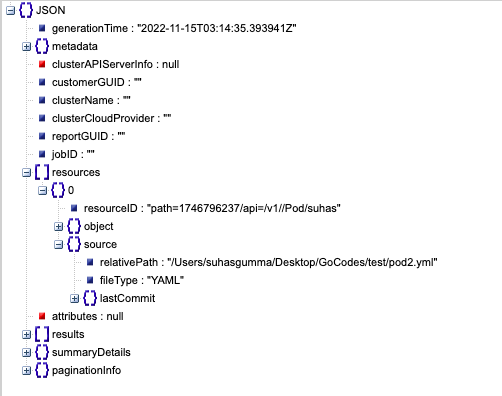 JSON
generationTime : "2022-11-15T03:14:35.393941Z"
metadata
clusterAPIServerInfo : null
customerGUID : ""
clusterName : ""
clusterCloudProvider : ""
reportGUID : ""
jobID : ""
resources
0
resourceID : "path=1746796237/api=/v1//Pod/suhas"
object
source
relativePath : "/Users/suhasgumma/Desktop/GoCodes/test/pod2.yml"
fileType : "YAML"
lastCommit
attributes : null
results
summaryDetails
paginationInfo